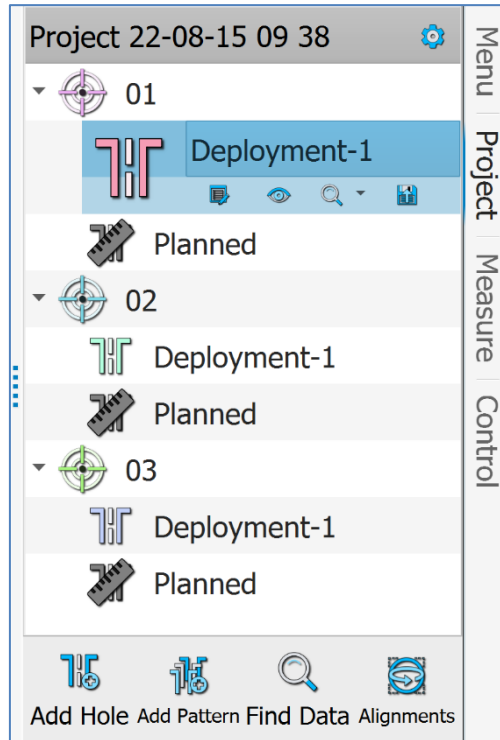 Project 22-08-15 09 38
01
Deployment-1
Planned
02
Deployment-1
Planned
03
Deployment-1
Planned
Add Hole Add Pattern Find Data Alignments
Menu
Project
Measure
Control